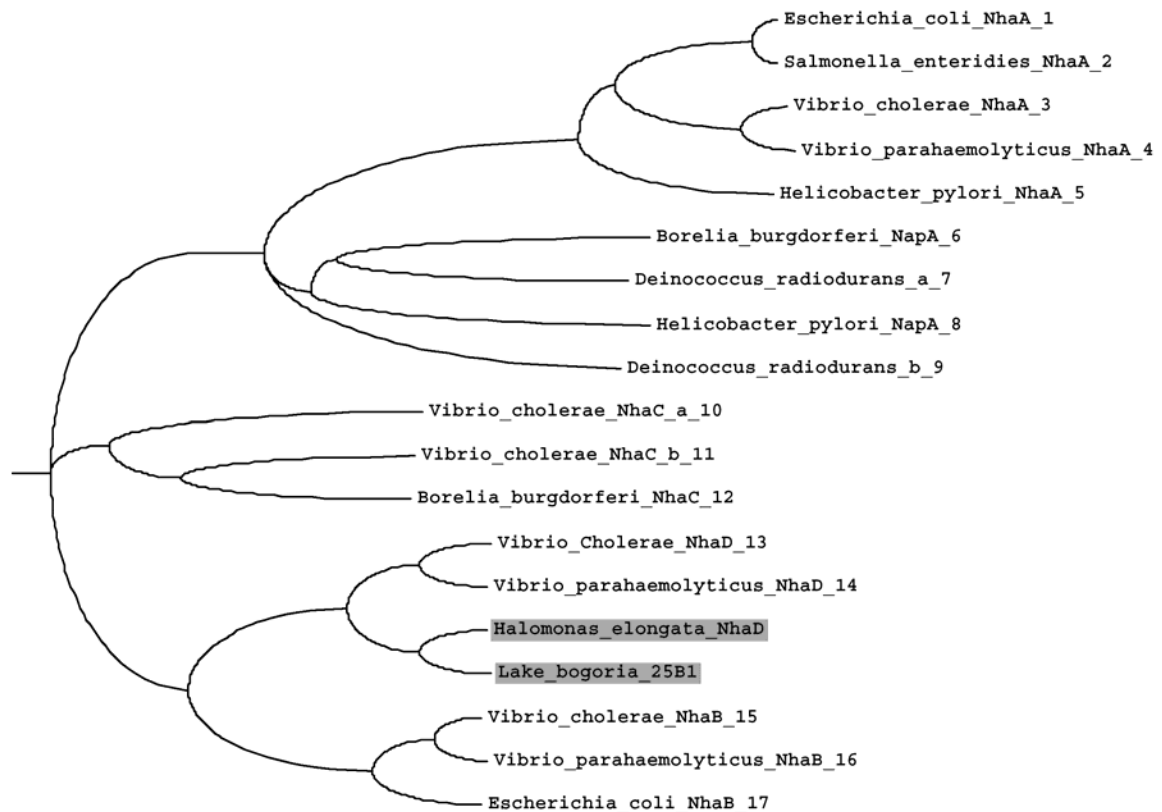 Escherichia_coli_NhaA_1
Salmonella_enteridies_NhaA_2
Vibrio_cholerae_NhaA_3
Vibrio_parahaemolyticus_NhaA_4
Helicobacter_pylori_NhaA_5
Borelia_burgdorferi_NapA_6
Deinococcus_radiodurans_a_7
Helicobacter_pylori_NapA_8
Deinococcus_radiodurans_b_9
Vibrio_cholerae_NhaC_a_10
Vibrio_cholerae_NhaC_b_11
Borelia_burgdorferi_NhaC_12
Vibrio_Cholerae_NhaD_13
Vibrio_parahaemolyticus_NhaD_14
Halomonas_elongata_NhaD
Lake_bogoria_25B1
Vibrio_cholerae_NhaB_15
Vibrio_parahaemolyticus_NhaB_16
Escherichia_coli_NhaB_17